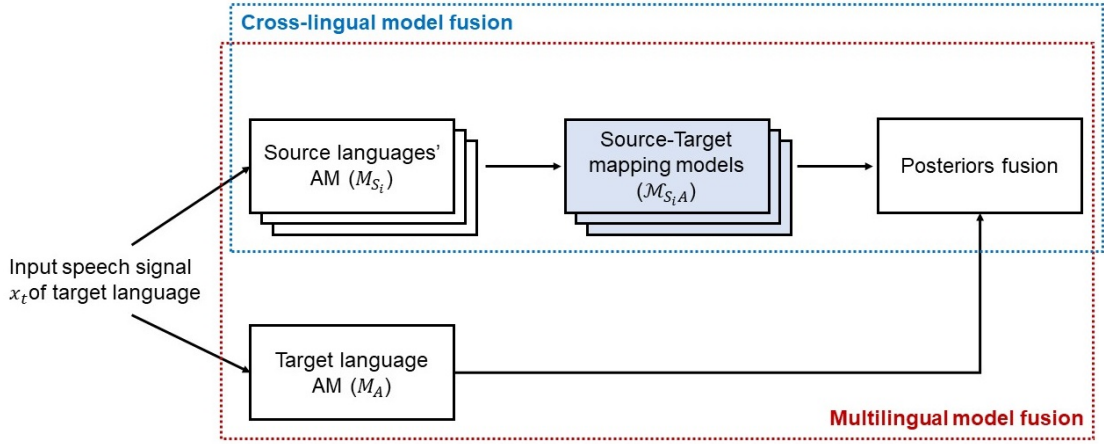 Cross-lingual model fusion
Source languages'
AM (M_{S_i})
Source-Target
mapping models
(ℳ_{S_iA})
Posteriors fusion
Input speech signal
x_t of target language
Target language
AM (M_A)
Multilingual model fusion